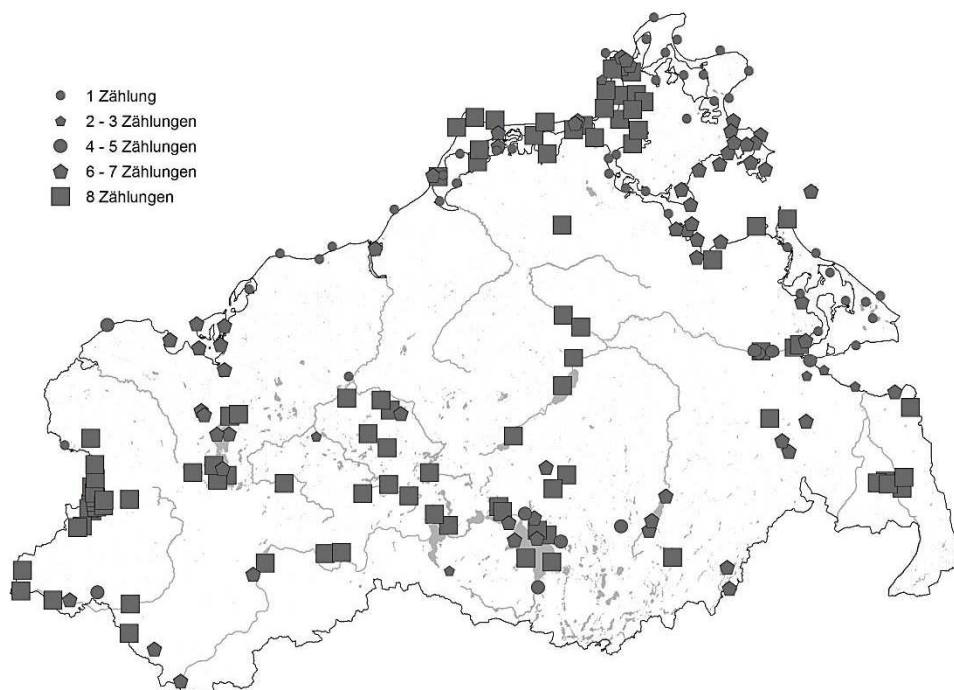 1 Zählung
2 - 3 Zählungen
4 - 5 Zählungen
6 - 7 Zählungen
8 Zählungen